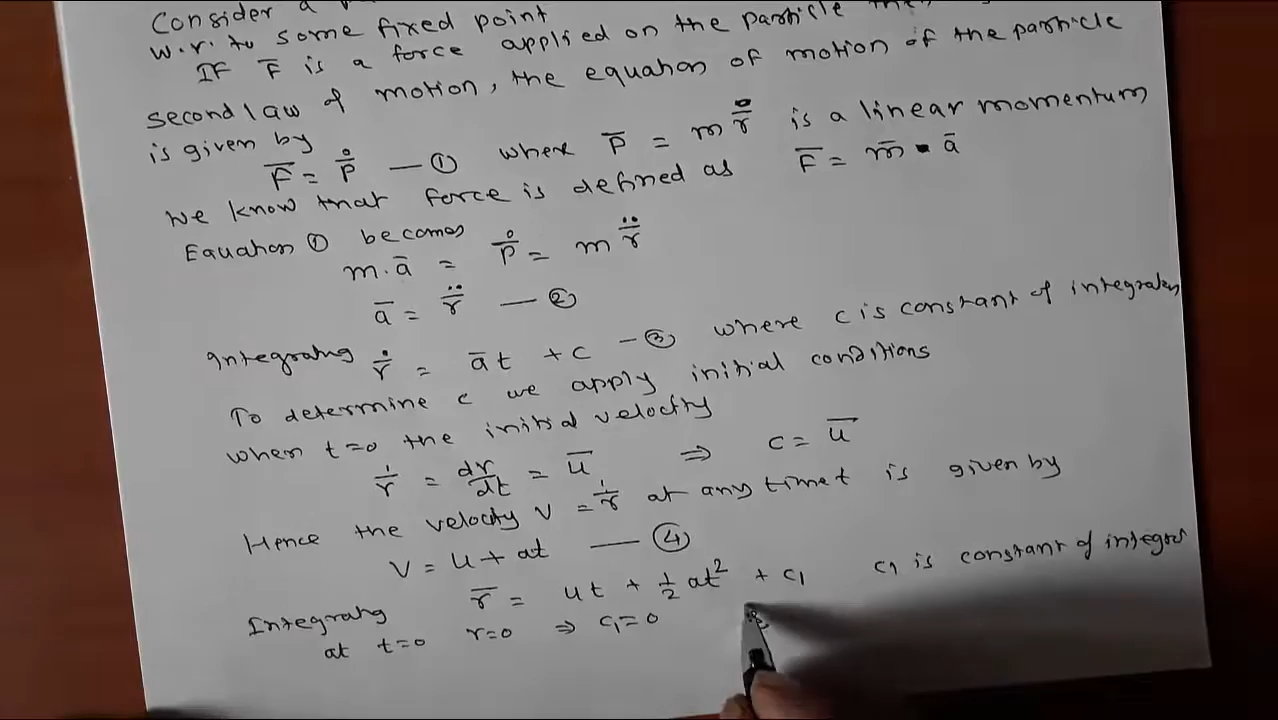 Consider a
w.r. to some fixed point
IF F̅ is a force applied on the particle
second law of motion, the equation of motion of the particle
is given by
F̅ = ṗ̅ — ① where p̅ = m ṙ̅ is a linear momentum
We know that force is defined as F̅ = m̅ · a̅
Equation ① becomes
m. a̅ = ṗ̅ = m r̈̅
a̅ = r̈̅ — ②
Integrating ṙ̅ = a̅t + c — ③ where c is constant of integration
To determine c we apply initial conditions
when t=0 the initial velocity
ṙ̅ = dr/dt = u̅ ⇒ c = u̅
Hence the velocity v = ṙ̅ at any time t is given by
V = u + at — ④
Integrating r̅ = ut + ½ at² + c₁ c₁ is constant of integral
at t=0 r=0 ⇒ c₁=0